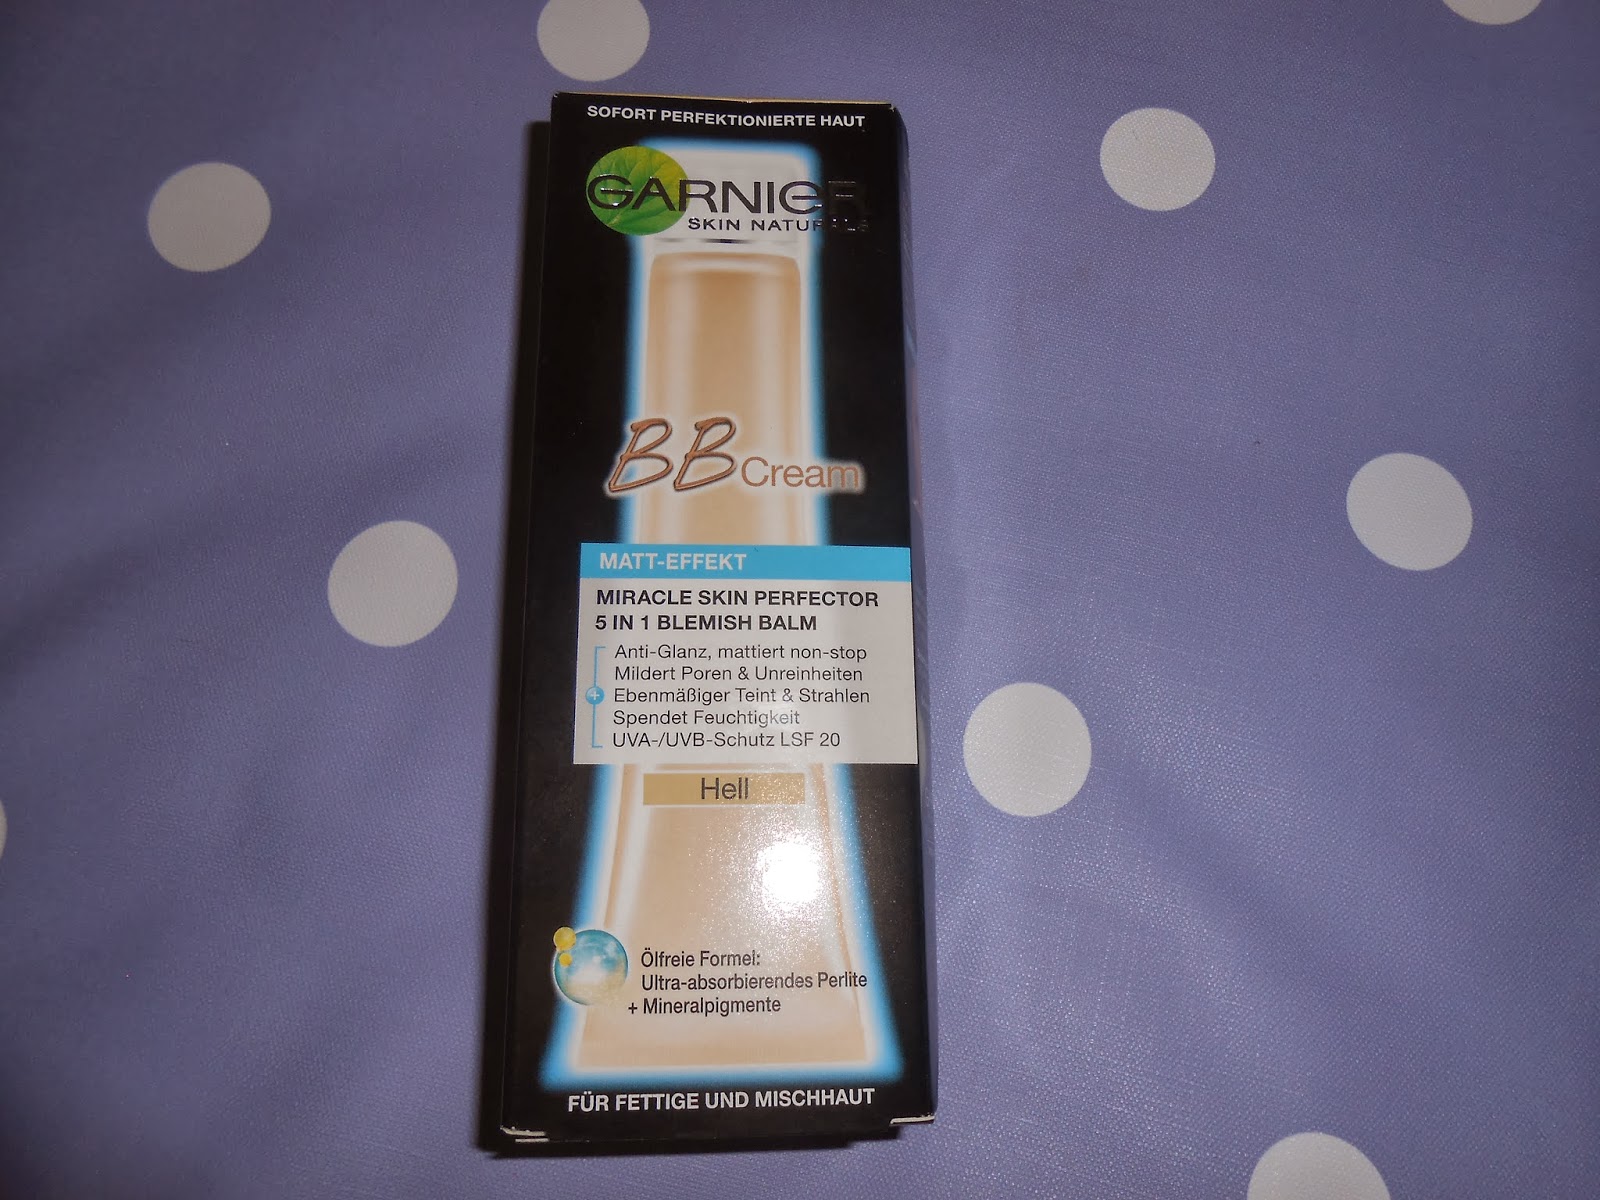 SOFORT PERFEKTIONIERTE HAUT
GARNIER
SKIN NATURALS
BB Cream
MATT-EFFEKT
MIRACLE SKIN PERFECTOR
5 IN 1 BLEMISH BALM
Anti-Glanz, mattiert non-stop
Mildert Poren & Unreinheiten
+ Ebenmäßiger Teint & Strahlen
Spendet Feuchtigkeit
UVA-/UVB-Schutz LSF 20
Hell
Ölfreie Formel:
Ultra-absorbierendes Perlite
+ Mineralpigmente
FÜR FETTIGE UND MISCHHAUT